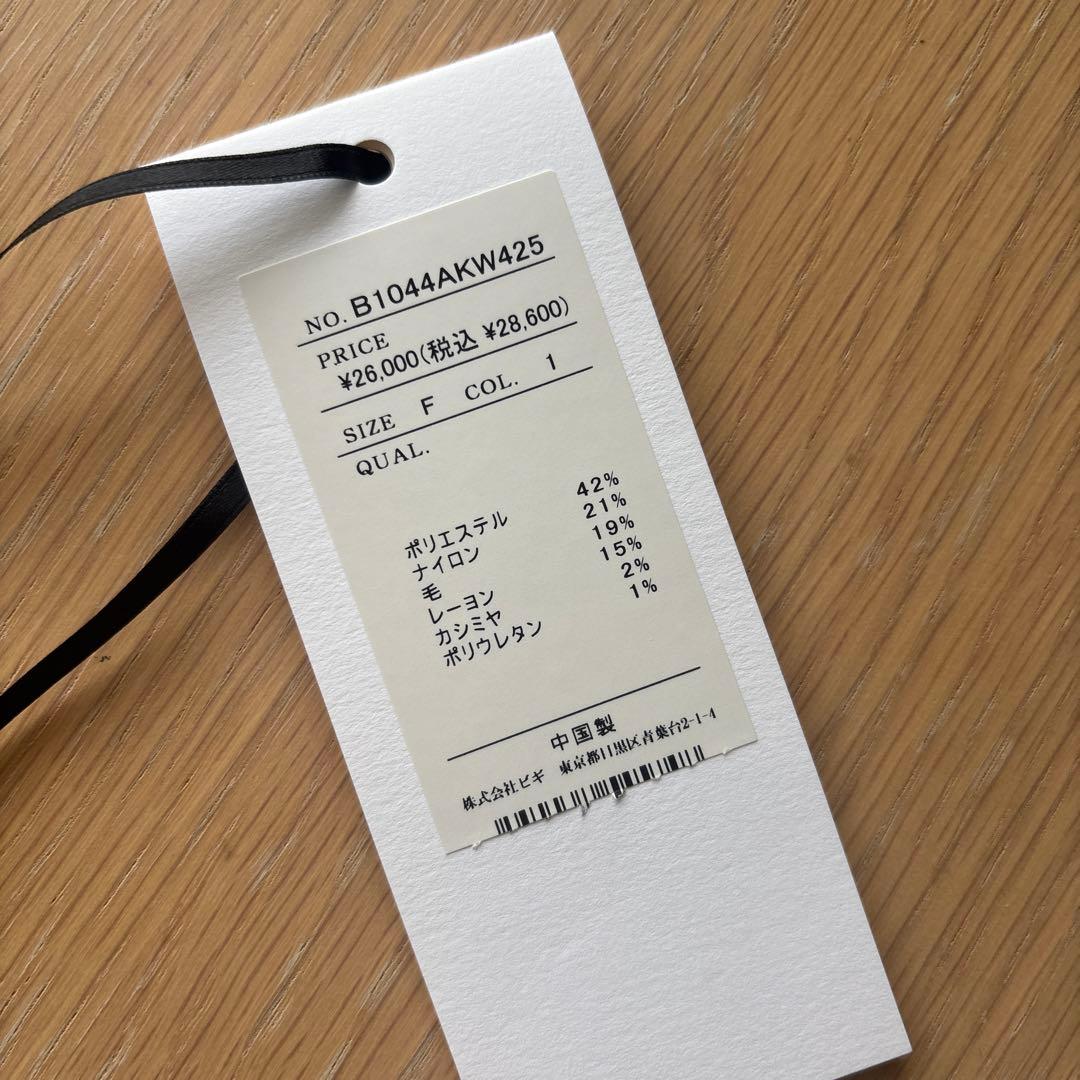 NO. B1044AKW425
PRICE
¥26,000(税込 ¥28,600)
SIZE F COL. 1
QUAL.
ポリエステル 42%
ナイロン 21%
毛 19%
レーヨン 15%
カシミヤ 2%
ポリウレタン 1%
中国製
株式会社ビギ 東京都目黒区青葉台2-1-4